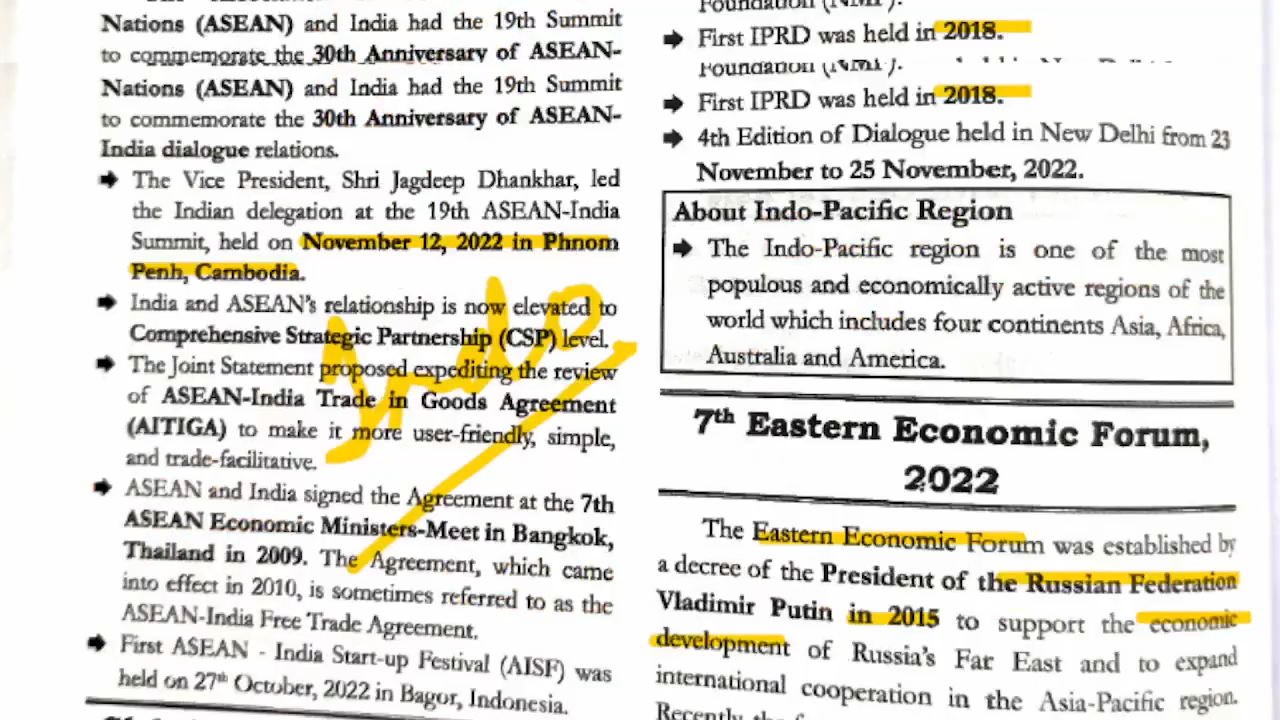 Nations (ASEAN) and India had the 19th Summit
to commemorate the 30th Anniversary of ASEAN-
Nations (ASEAN) and India had the 19th Summit
to commemorate the 30th Anniversary of ASEAN-
India dialogue relations.
➡ The Vice President, Shri Jagdeep Dhankhar, led
the Indian delegation at the 19th ASEAN-India
Summit, held on November 12, 2022 in Phnom
Penh, Cambodia.
➡ India and ASEAN's relationship is now elevated to
Comprehensive Strategic Partnership (CSP) level.
➡ The Joint Statement proposed expediting the review
of ASEAN-India Trade in Goods Agreement
(AITIGA) to make it more user-friendly, simple,
and trade-facilitative.
➡ ASEAN and India signed the Agreement at the 7th
ASEAN Economic Ministers-Meet in Bangkok,
Thailand in 2009. The Agreement, which came
into effect in 2010, is sometimes referred to as the
ASEAN-India Free Trade Agreement.
➡ First ASEAN - India Start-up Festival (AISF) was
held on 27th October, 2022 in Bagor, Indonesia.
Indo
Foundation (NMF).
➡ First IPRD was held in 2018.
Foundation (NMF).
➡ First IPRD was held in 2018.
➡ 4th Edition of Dialogue held in New Delhi from 23
November to 25 November, 2022.
About Indo-Pacific Region
➡ The Indo-Pacific region is one of the most
populous and economically active regions of the
world which includes four continents Asia, Africa,
Australia and America.
7th Eastern Economic Forum,
2022
The Eastern Economic Forum was established by
a decree of the President of the Russian Federation
Vladimir Putin in 2015 to support the economic
development of Russia's Far East and to expand
international cooperation in the Asia-Pacific region.
Recently the